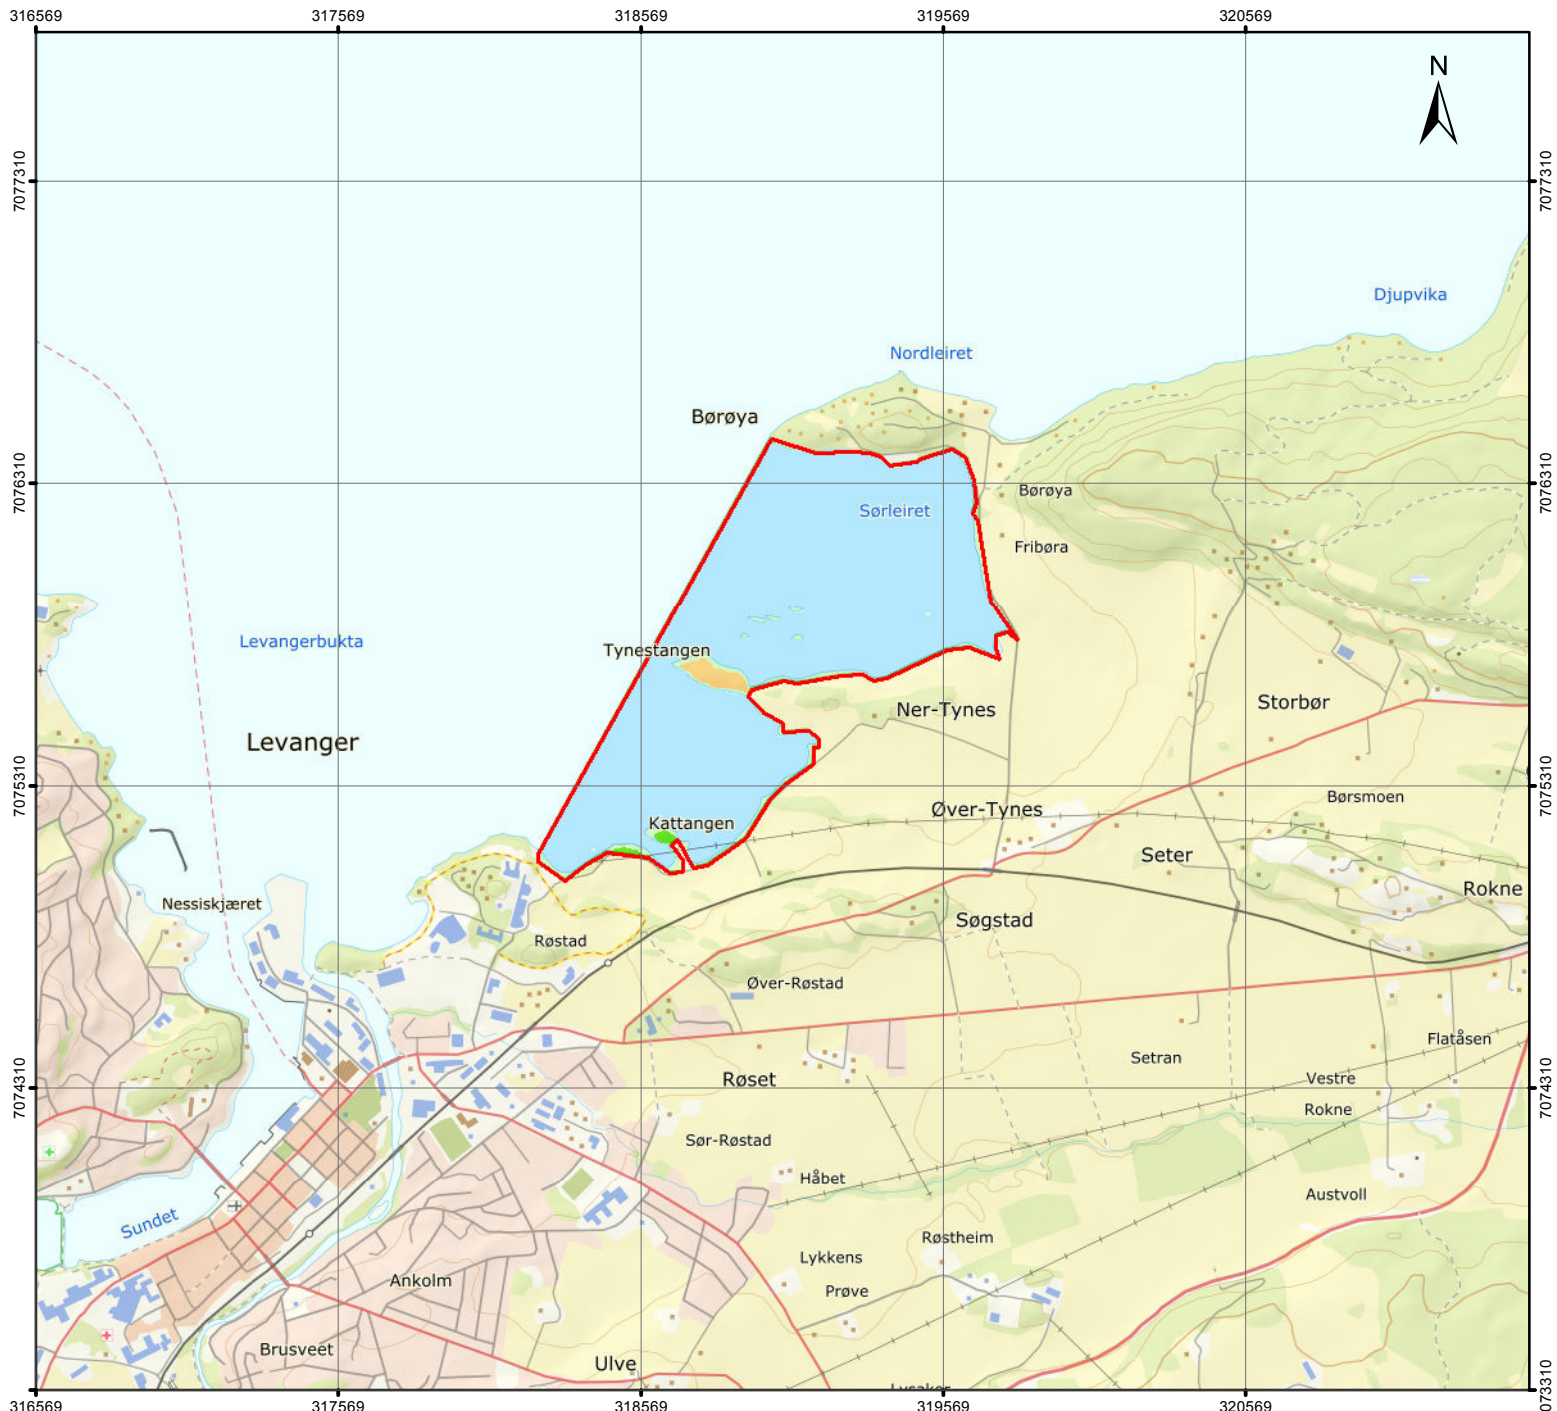 316569
317569
318569
319569
320569
N
7077310
7077310
Djupvika
Nordleiret
Børøya
7076310
7076310
Børøya
Sørleiret
Fribøra
Levangerbukta
Tynestangen
Storbør
Ner-Tynes
Levanger
7075310
7075310
Børsmoen
Øver-Tynes
Kattangen
Seter
Rokne
Nessiskjæret
Søgstad
Røstad
Øver-Røstad
Flatåsen
Setran
Røset
Vestre
Rokne
7074310
7074310
Sør-Røstad
Håbet
Austvoll
Sundet
Røstheim
Lykkens
Prøve
Ankolm
Brusveet
Ulve
7073310
316569
317569
318569
319569
320569